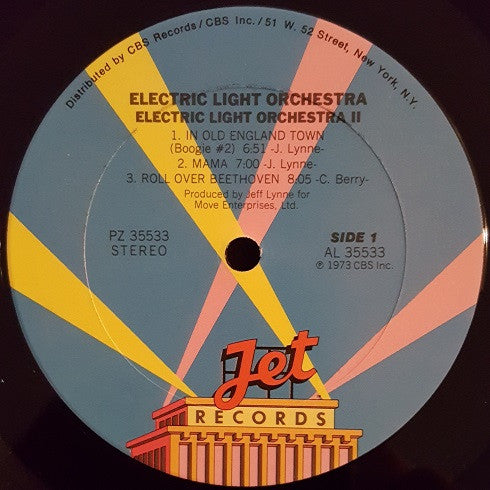 Distributed by CBS Records/CBS Inc./51 W. 52 Street, New York, N.Y.
ELECTRIC LIGHT ORCHESTRA
ELECTRIC LIGHT ORCHESTRA II
1. IN OLD ENGLAND TOWN
(Boogie #2) 6:51 -J. Lynne-
2. MAMA 7:00 -J. Lynne-
3. ROLL OVER BEETHOVEN 8:05 -C. Berry-
Produced by Jeff Lynne for
Move Enterprises, Ltd.
PZ 35533
STEREO
SIDE 1
AL 35533
℗ 1973 CBS Inc.
Jet
RECORDS